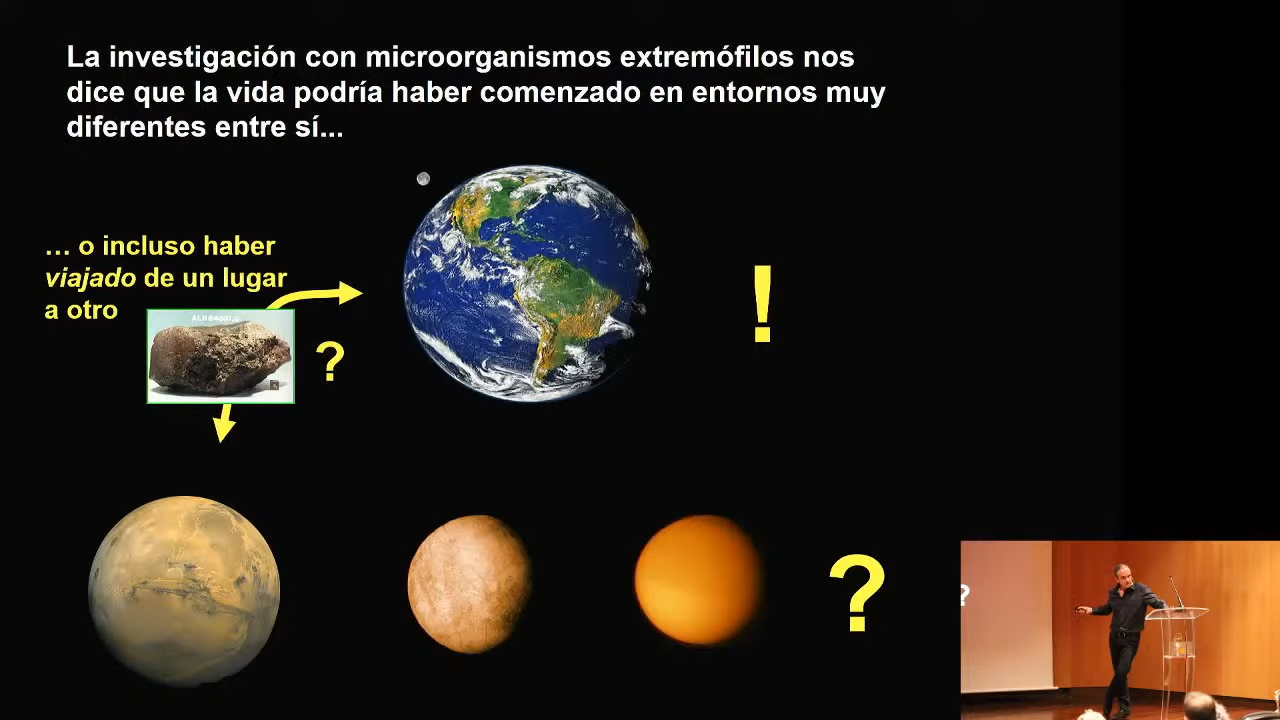 La investigación con microorganismos extremófilos nos
dice que la vida podría haber comenzado en entornos muy
diferentes entre sí...
… o incluso haber
viajado de un lugar
a otro
!
?
?
?